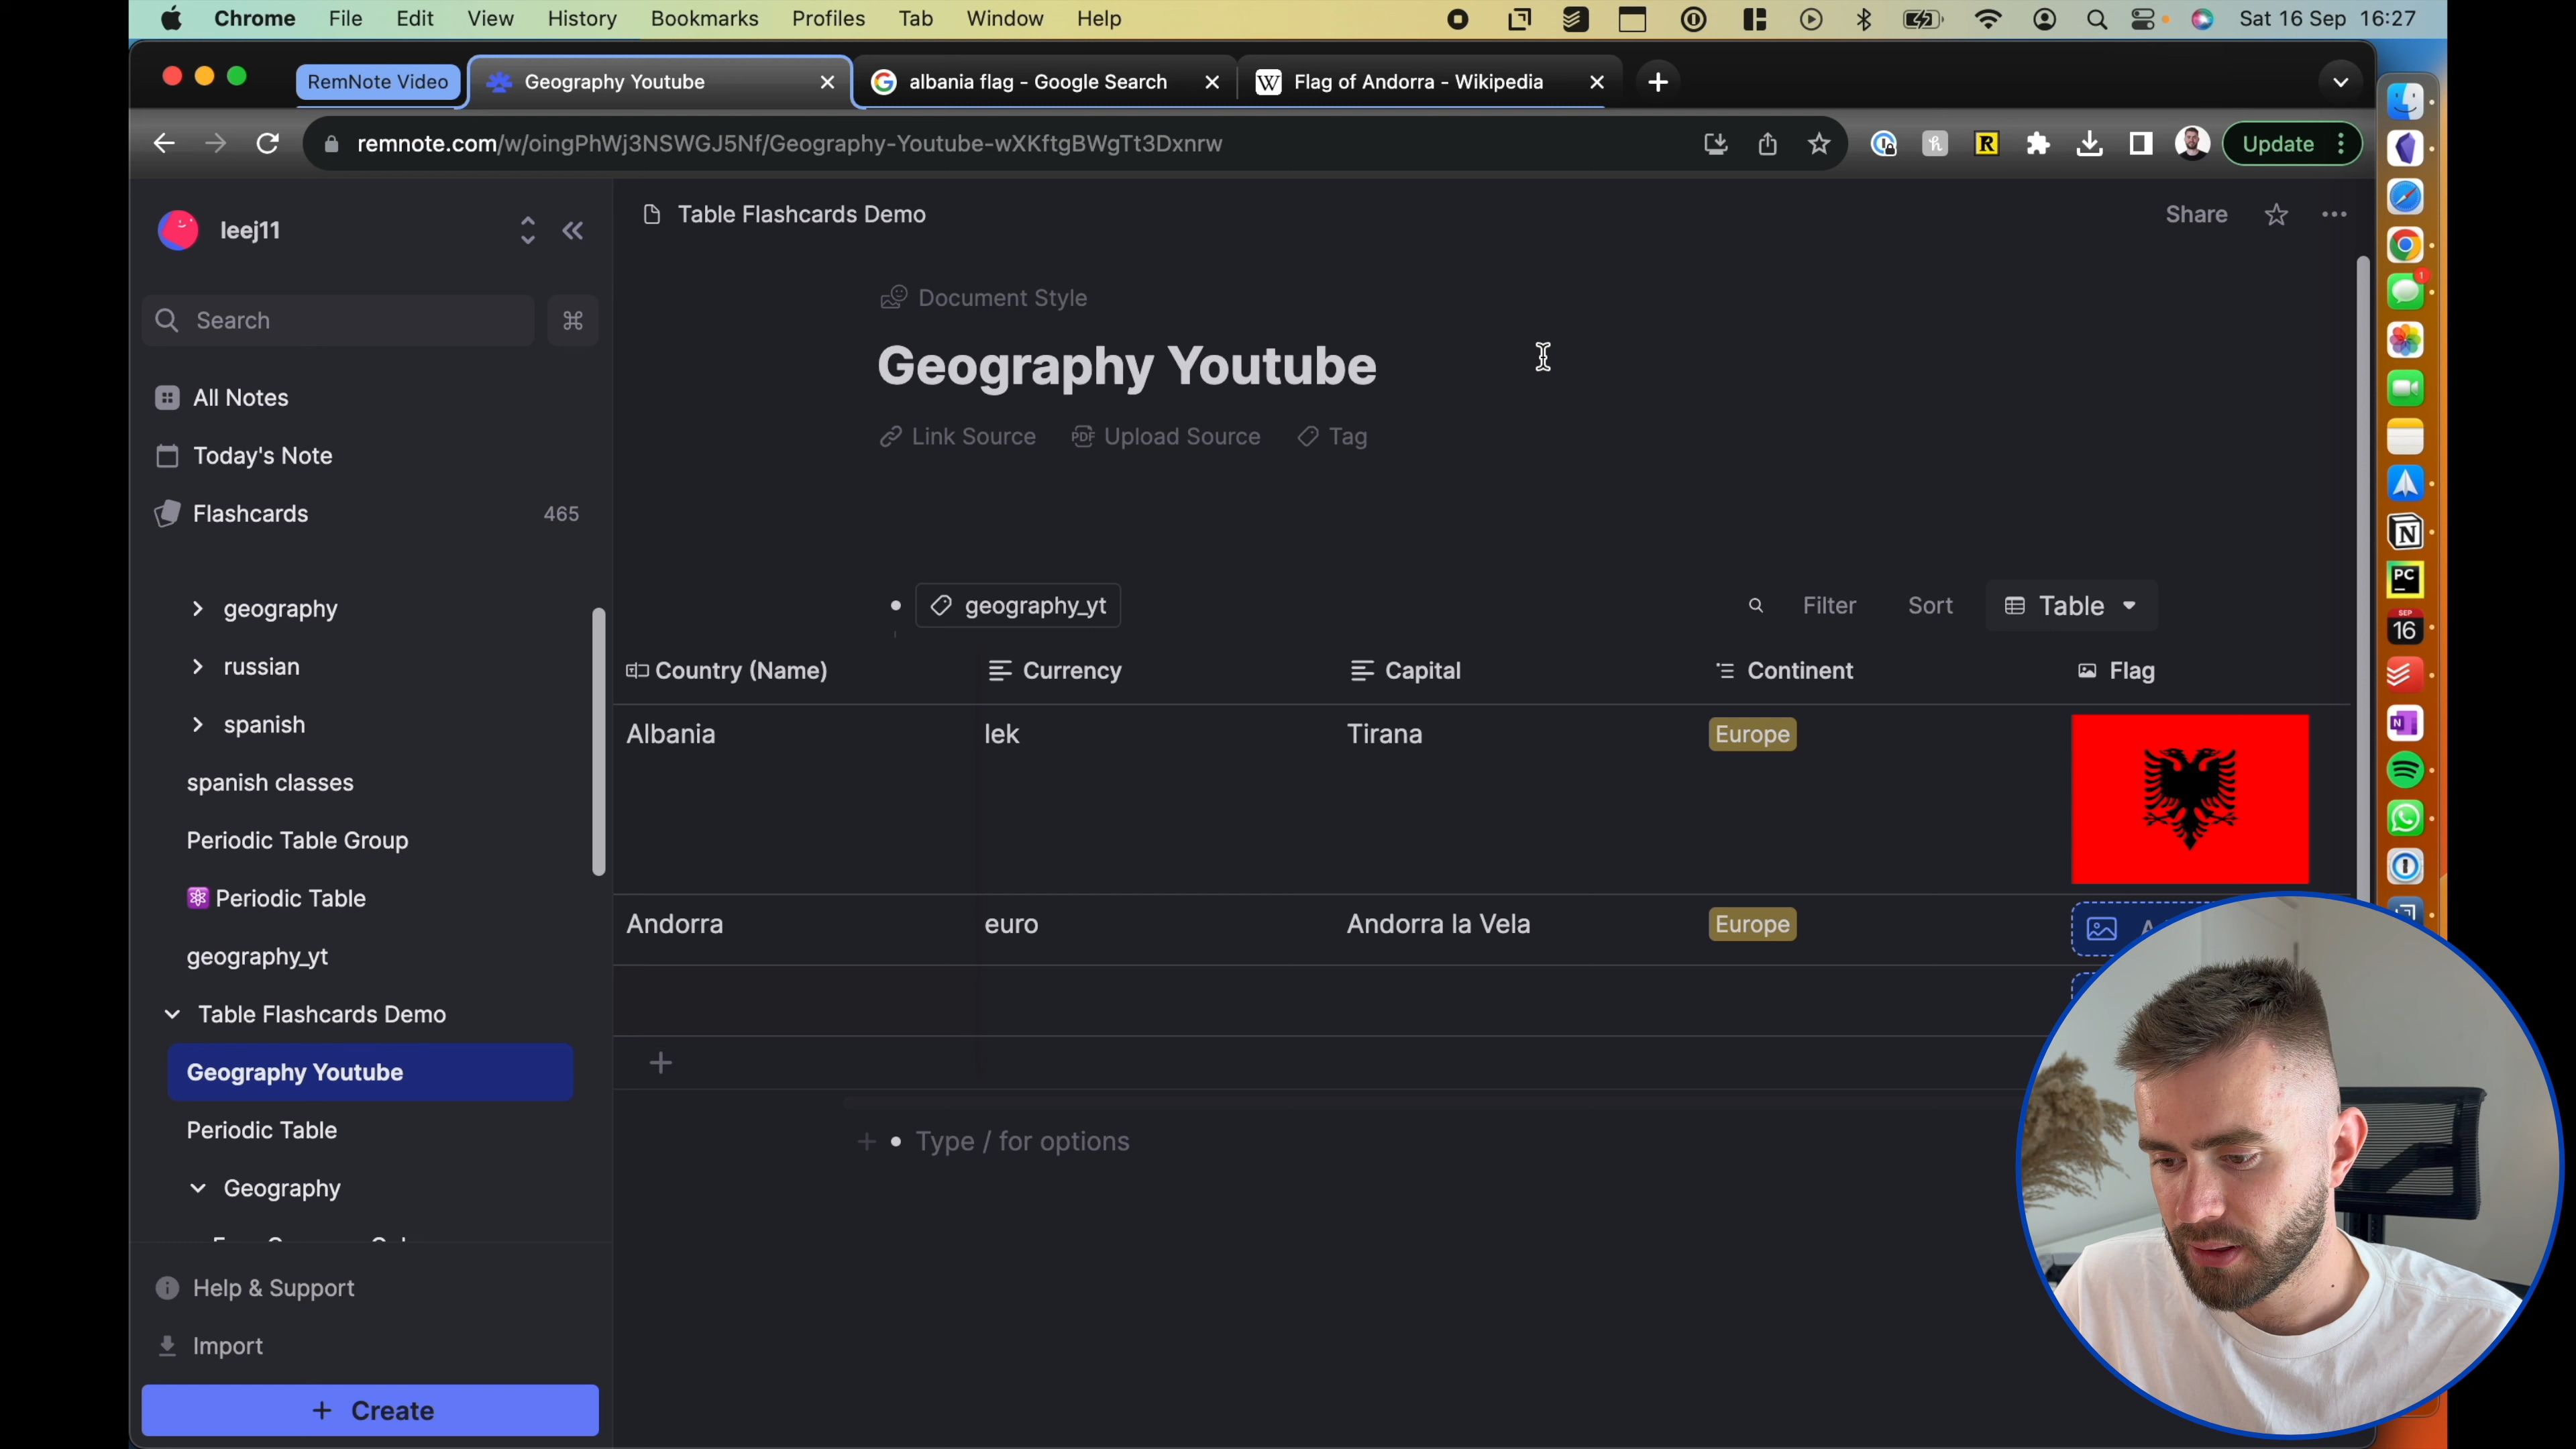 Chrome File Edit View History Bookmarks Profiles Tab Window Help Sat 16 Sep 16:27
RemNote Video Geography Youtube albania flag - Google Search Flag of Andorra - Wikipedia
remnote.com/w/oingPhWj3NSWGJ5Nf/Geography-Youtube-wXKftgBWgTt3Dxnrw Update
leej11
Search
All Notes
Today's Note
Flashcards 465
geography
russian
spanish
spanish classes
Periodic Table Group
Periodic Table
geography_yt
Table Flashcards Demo
Geography Youtube
Periodic Table
Geography
Help & Support
Import
+ Create
Table Flashcards Demo Share
Document Style
Geography Youtube
Link Source PDF Upload Source Tag
geography_yt Filter Sort Table
Country (Name) Currency Capital Continent Flag
Albania lek Tirana Europe
Andorra euro Andorra la Vela Europe
Type / for options
1
PC
SEP
16